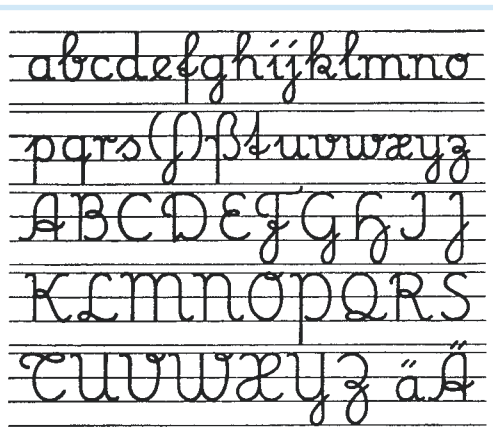 abcdefghijklmno
pqrs(ſ)ßtuvwxyz
ABCDEFGHIJ
KLMNOPQRS
TUVWXYZ äÄ